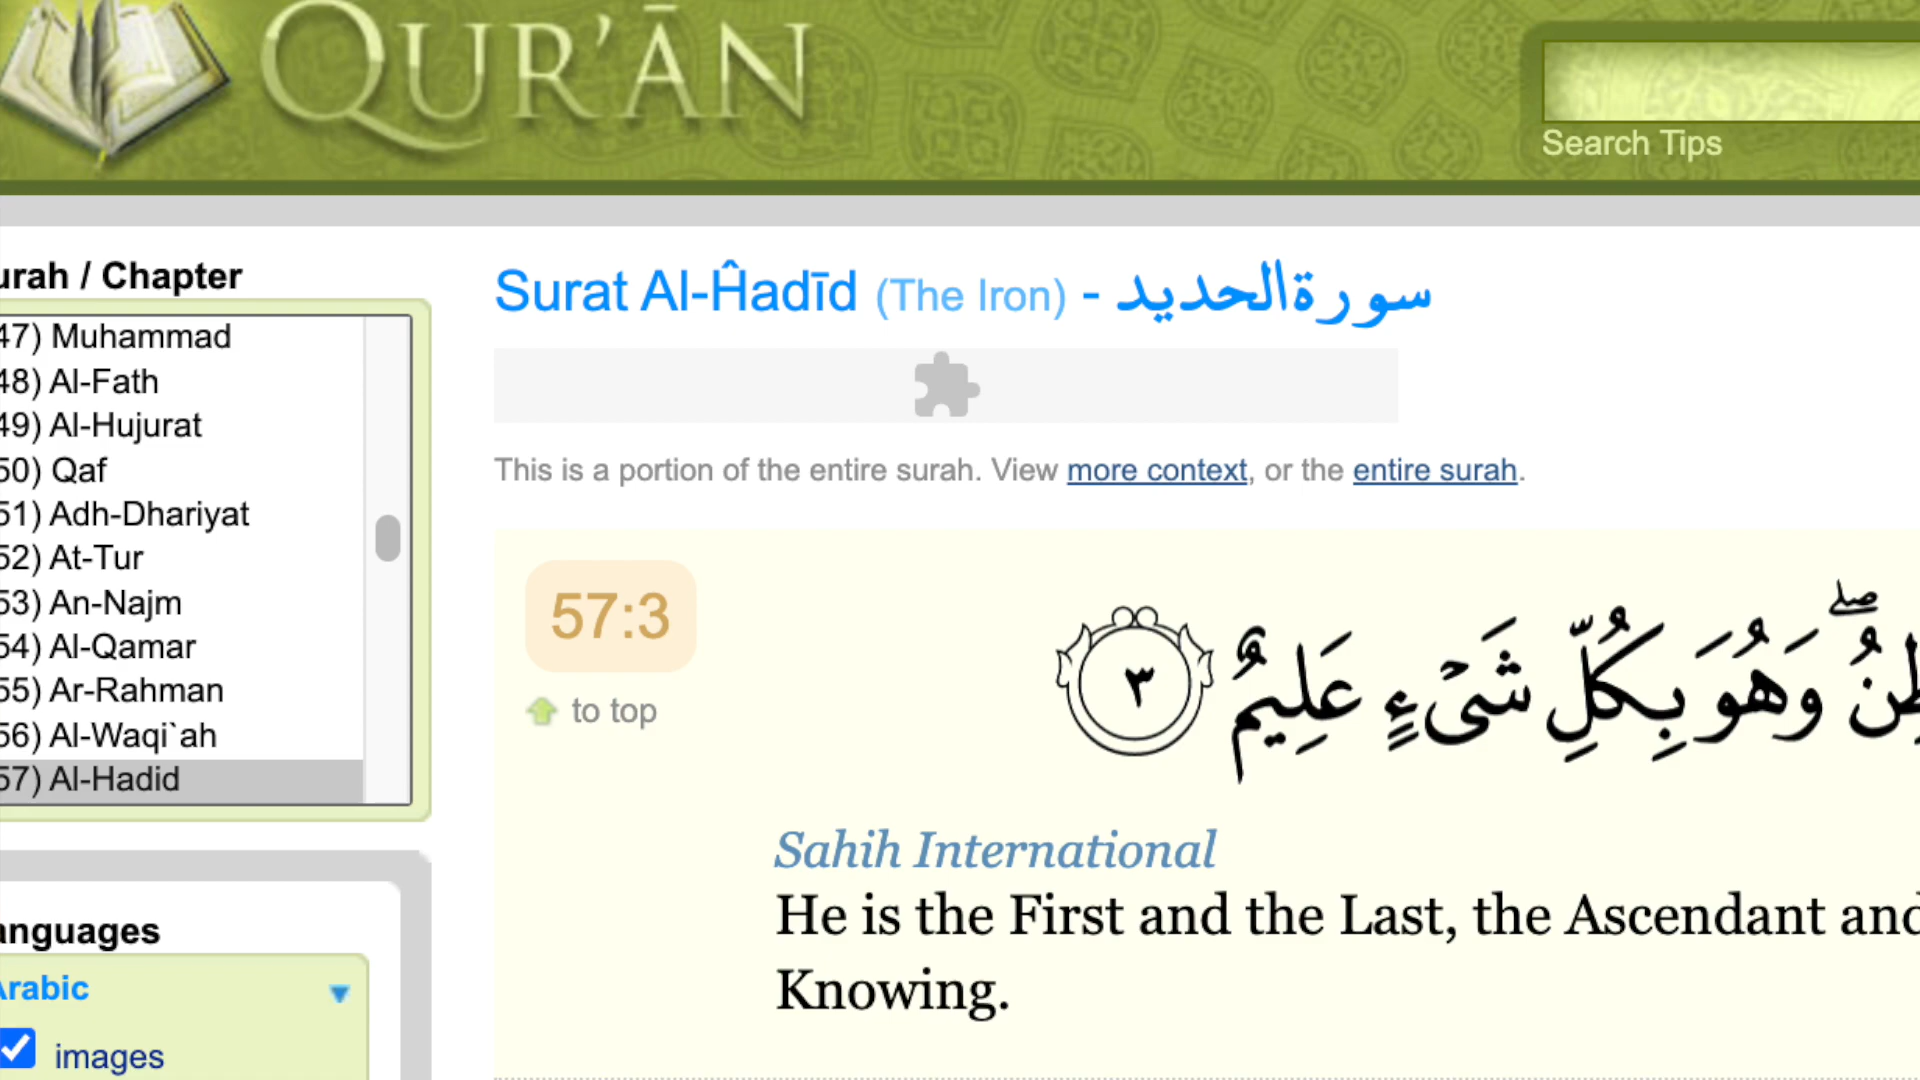 QUR'ĀN
Search Tips
urah / Chapter
47) Muhammad
48) Al-Fath
49) Al-Hujurat
50) Qaf
51) Adh-Dhariyat
52) At-Tur
53) An-Najm
54) Al-Qamar
55) Ar-Rahman
56) Al-Waqi`ah
57) Al-Hadid
anguages
Arabic
images
Surat Al-Ĥadīd (The Iron) - سورةالحديد
This is a portion of the entire surah. View more context, or the entire surah.
57:3
to top
طِنُ ۖ وَهُوَ بِكُلِّ شَىْءٍ عَلِيمٌ ٣
Sahih International
He is the First and the Last, the Ascendant and
Knowing.